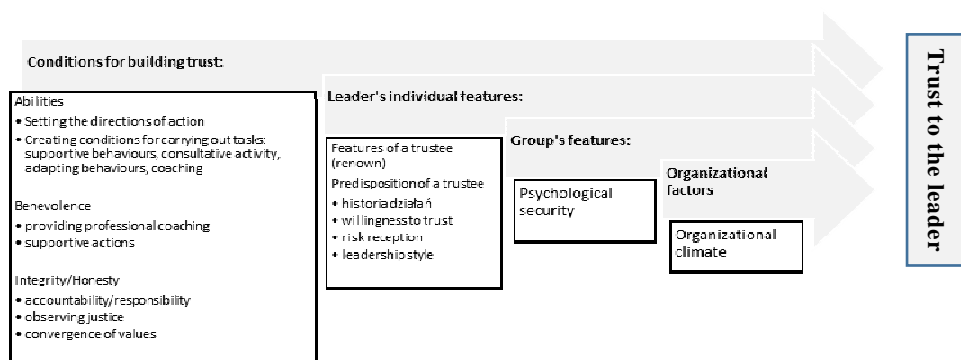 Conditions for building trust:
Abilities
• Setting the directions of action
• Creating conditions for carrying out tasks:
supportive behaviours, consultative activity,
adapting behaviours, coaching
Benevolence
• providing professional coaching
• supportive actions
Integrity/Honesty
• accountability/responsibility
• observing justice
• convergence of values
Leader's individual features:
Features of a trustee
(renown)
Predisposition of a trustee
• historia działań
• willingness to trust
• risk reception
• leadership style
Group's features:
Psychological
security
Organizational
factors
Organizational
climate
Trust to the leader